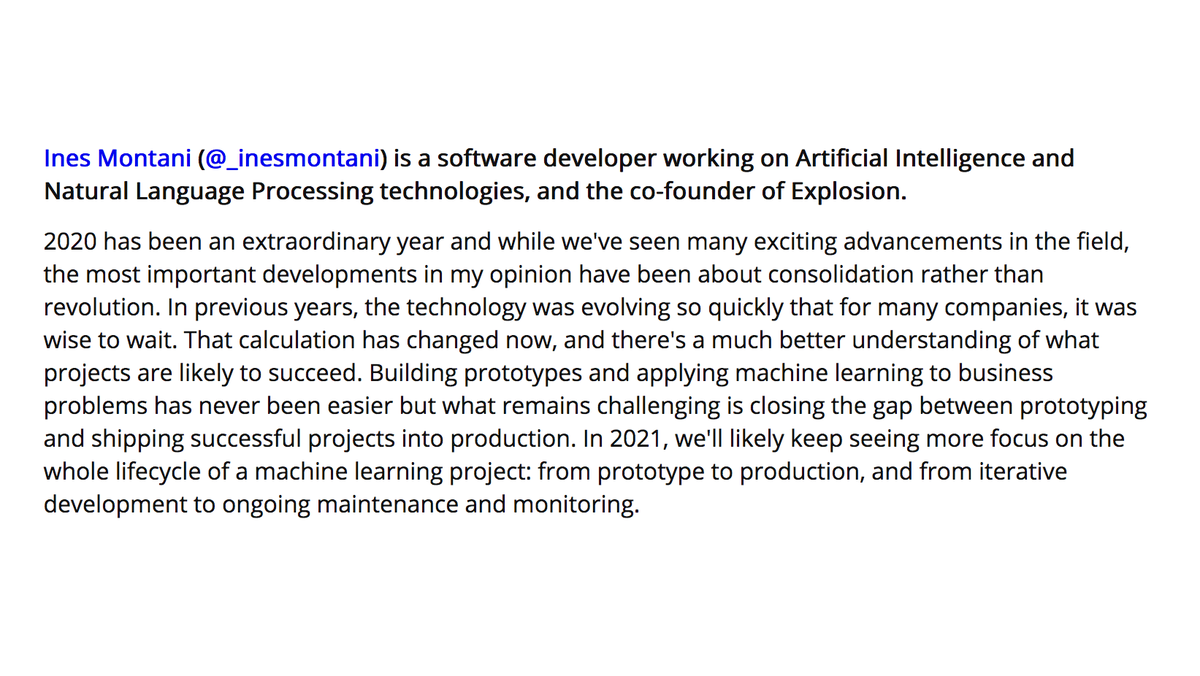 Ines Montani (@_inesmontani) is a software developer working on Artificial Intelligence and
Natural Language Processing technologies, and the co-founder of Explosion.
2020 has been an extraordinary year and while we've seen many exciting advancements in the field,
the most important developments in my opinion have been about consolidation rather than
revolution. In previous years, the technology was evolving so quickly that for many companies, it was
wise to wait. That calculation has changed now, and there's a much better understanding of what
projects are likely to succeed. Building prototypes and applying machine learning to business
problems has never been easier but what remains challenging is closing the gap between prototyping
and shipping successful projects into production. In 2021, we'll likely keep seeing more focus on the
whole lifecycle of a machine learning project: from prototype to production, and from iterative
development to ongoing maintenance and monitoring.